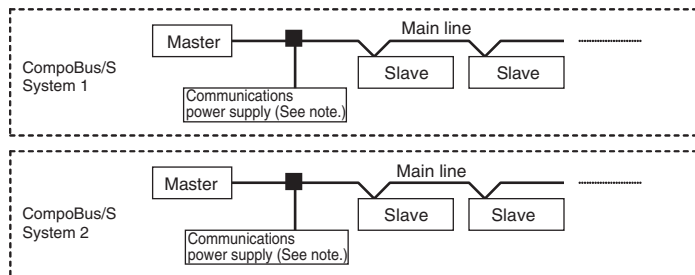 Main line
Master
CompoBus/S
System 1
Slave
Slave
Communications
power supply (See note.)
Main line
Master
CompoBus/S
System 2
Slave
Slave
Communications
power supply (See note.)